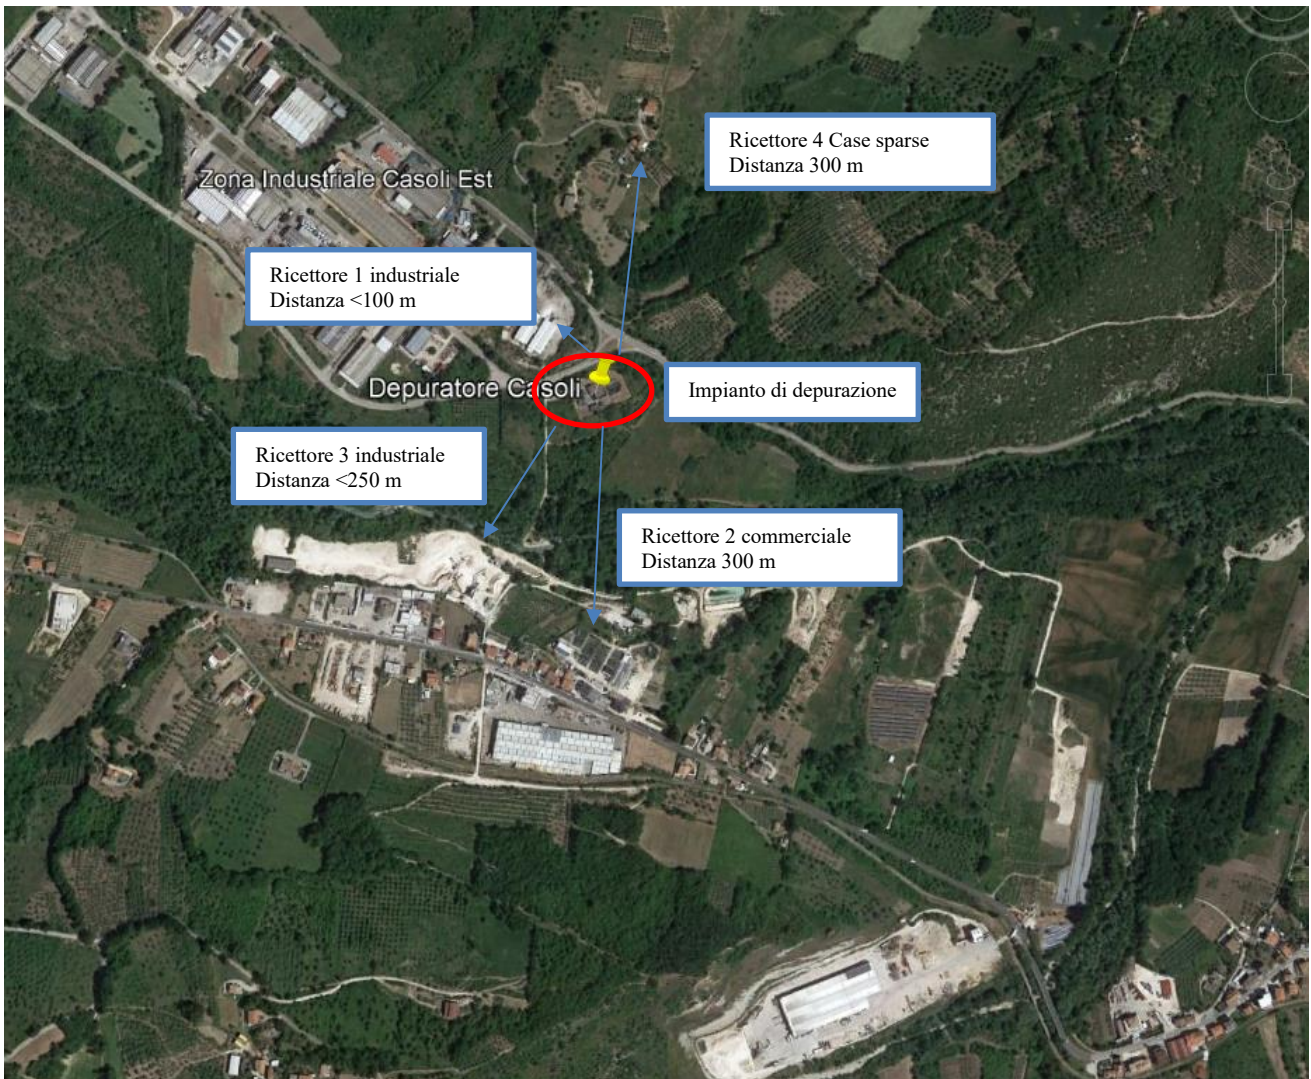 Ricettore 4 Case sparse
Distanza 300 m
Zona Industriale Casoli Est
Ricettore 1 industriale
Distanza <100 m
Depuratore Casoli
Impianto di depurazione
Ricettore 3 industriale
Distanza <250 m
Ricettore 2 commerciale
Distanza 300 m